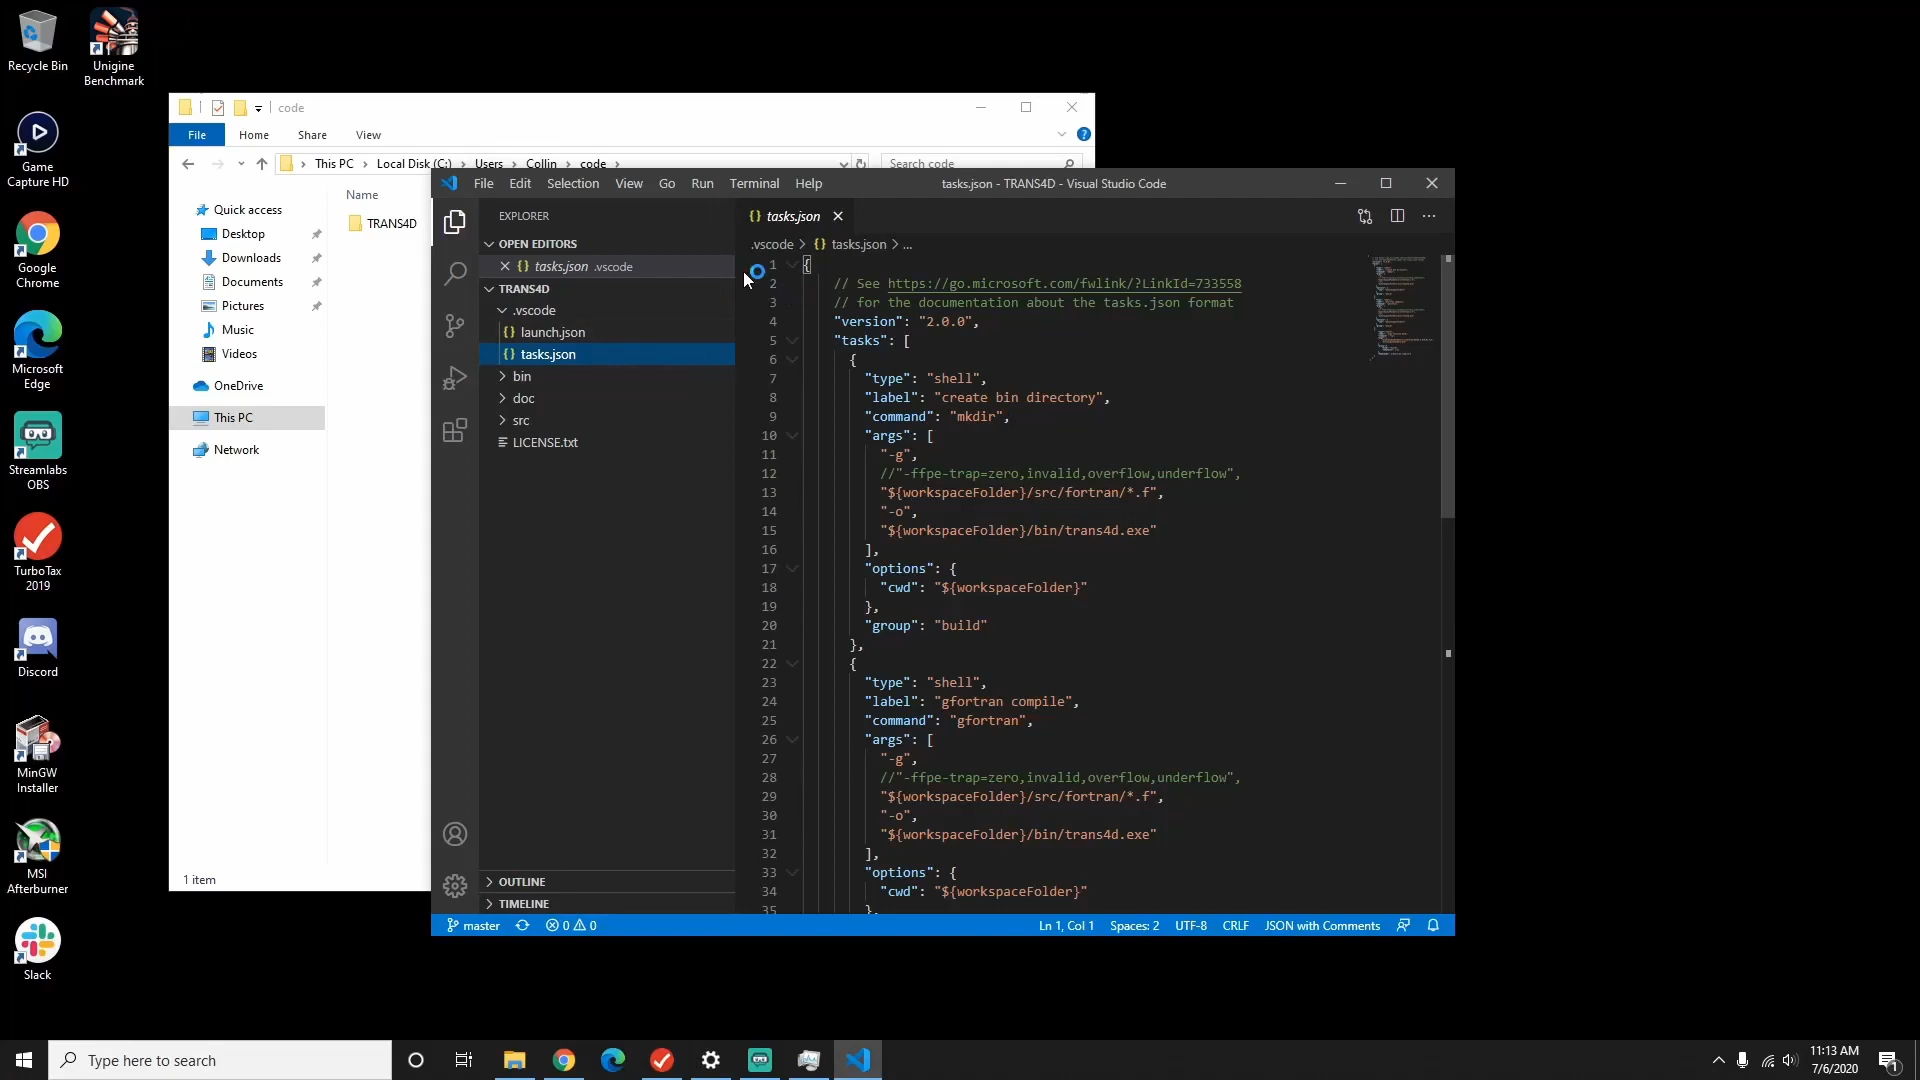 Recycle Bin
Unigine
Benchmark
Game
Capture HD
Google
Chrome
Microsoft
Edge
Streamlabs
OBS
TurboTax
2019
Discord
MinGW
Installer
MSI
Afterburner
Slack
code
File
Home
Share
View
This PC > Local Disk (C:) > Users > Collin > code >
Search code
Quick access
Desktop
Downloads
Documents
Pictures
Music
Videos
OneDrive
This PC
Network
Name
TRANS4D
1 item
File Edit Selection View Go Run Terminal Help
tasks.json - TRANS4D - Visual Studio Code
EXPLORER
OPEN EDITORS
{} tasks.json .vscode
TRANS4D
.vscode
{} launch.json
{} tasks.json
bin
doc
src
LICENSE.txt
OUTLINE
TIMELINE
{} tasks.json
.vscode > {} tasks.json > ...
1 {
2 // See https://go.microsoft.com/fwlink/?LinkId=733558
3 // for the documentation about the tasks.json format
4 "version": "2.0.0",
5 "tasks": [
6 {
7 "type": "shell",
8 "label": "create bin directory",
9 "command": "mkdir",
10 "args": [
11 "-g",
12 //"-ffpe-trap=zero,invalid,overflow,underflow",
13 "${workspaceFolder}/src/fortran/*.f",
14 "-o",
15 "${workspaceFolder}/bin/trans4d.exe"
16 ],
17 "options": {
18 "cwd": "${workspaceFolder}"
19 },
20 "group": "build"
21 },
22 {
23 "type": "shell",
24 "label": "gfortran compile",
25 "command": "gfortran",
26 "args": [
27 "-g",
28 //"-ffpe-trap=zero,invalid,overflow,underflow",
29 "${workspaceFolder}/src/fortran/*.f",
30 "-o",
31 "${workspaceFolder}/bin/trans4d.exe"
32 ],
33 "options": {
34 "cwd": "${workspaceFolder}"
35 },
master
0 0
Ln 1, Col 1
Spaces: 2
UTF-8
CRLF
JSON with Comments
Type here to search
11:13 AM
7/6/2020
1